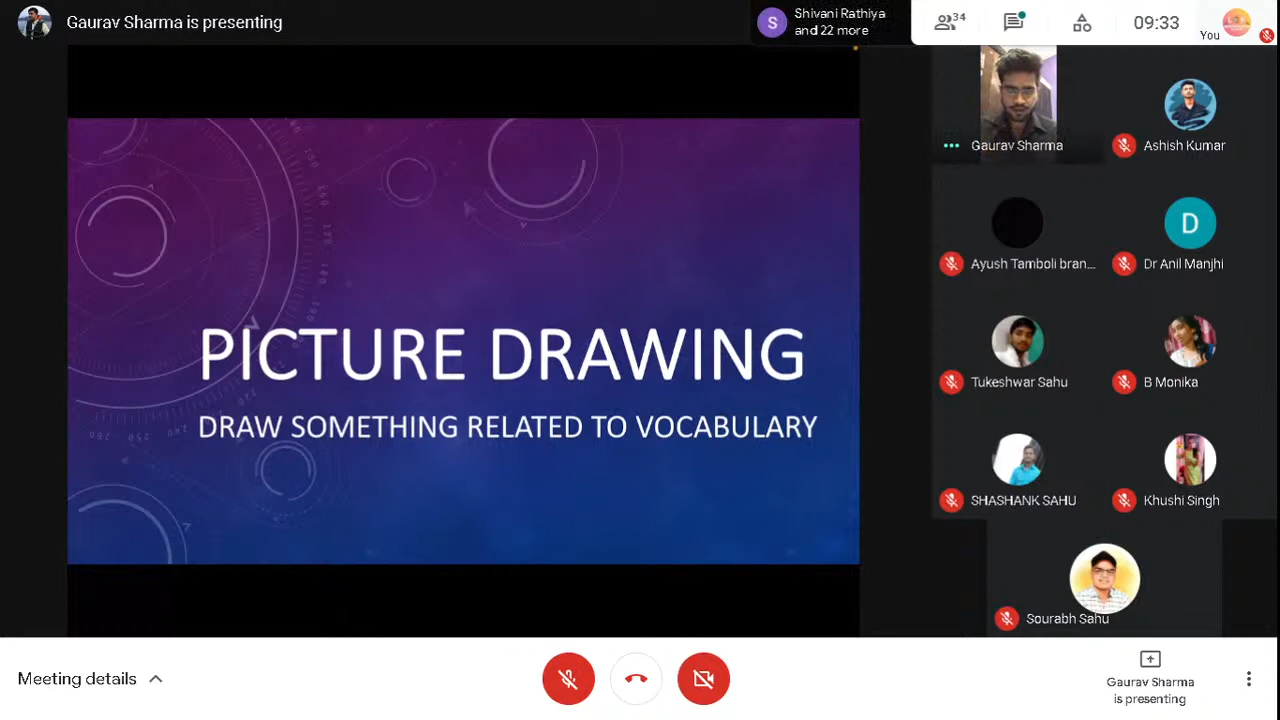 Gaurav Sharma is presenting
S
Shivani Rathiya
and 22 more
34
09:33
You
Gaurav Sharma
Ashish Kumar
D
Ayush Tamboli bran...
Dr Anil Manjhi
Tukeshwar Sahu
B Monika
SHASHANK SAHU
Khushi Singh
Sourabh Sahu
PICTURE DRAWING
DRAW SOMETHING RELATED TO VOCABULARY
Meeting details
Gaurav Sharma
is presenting